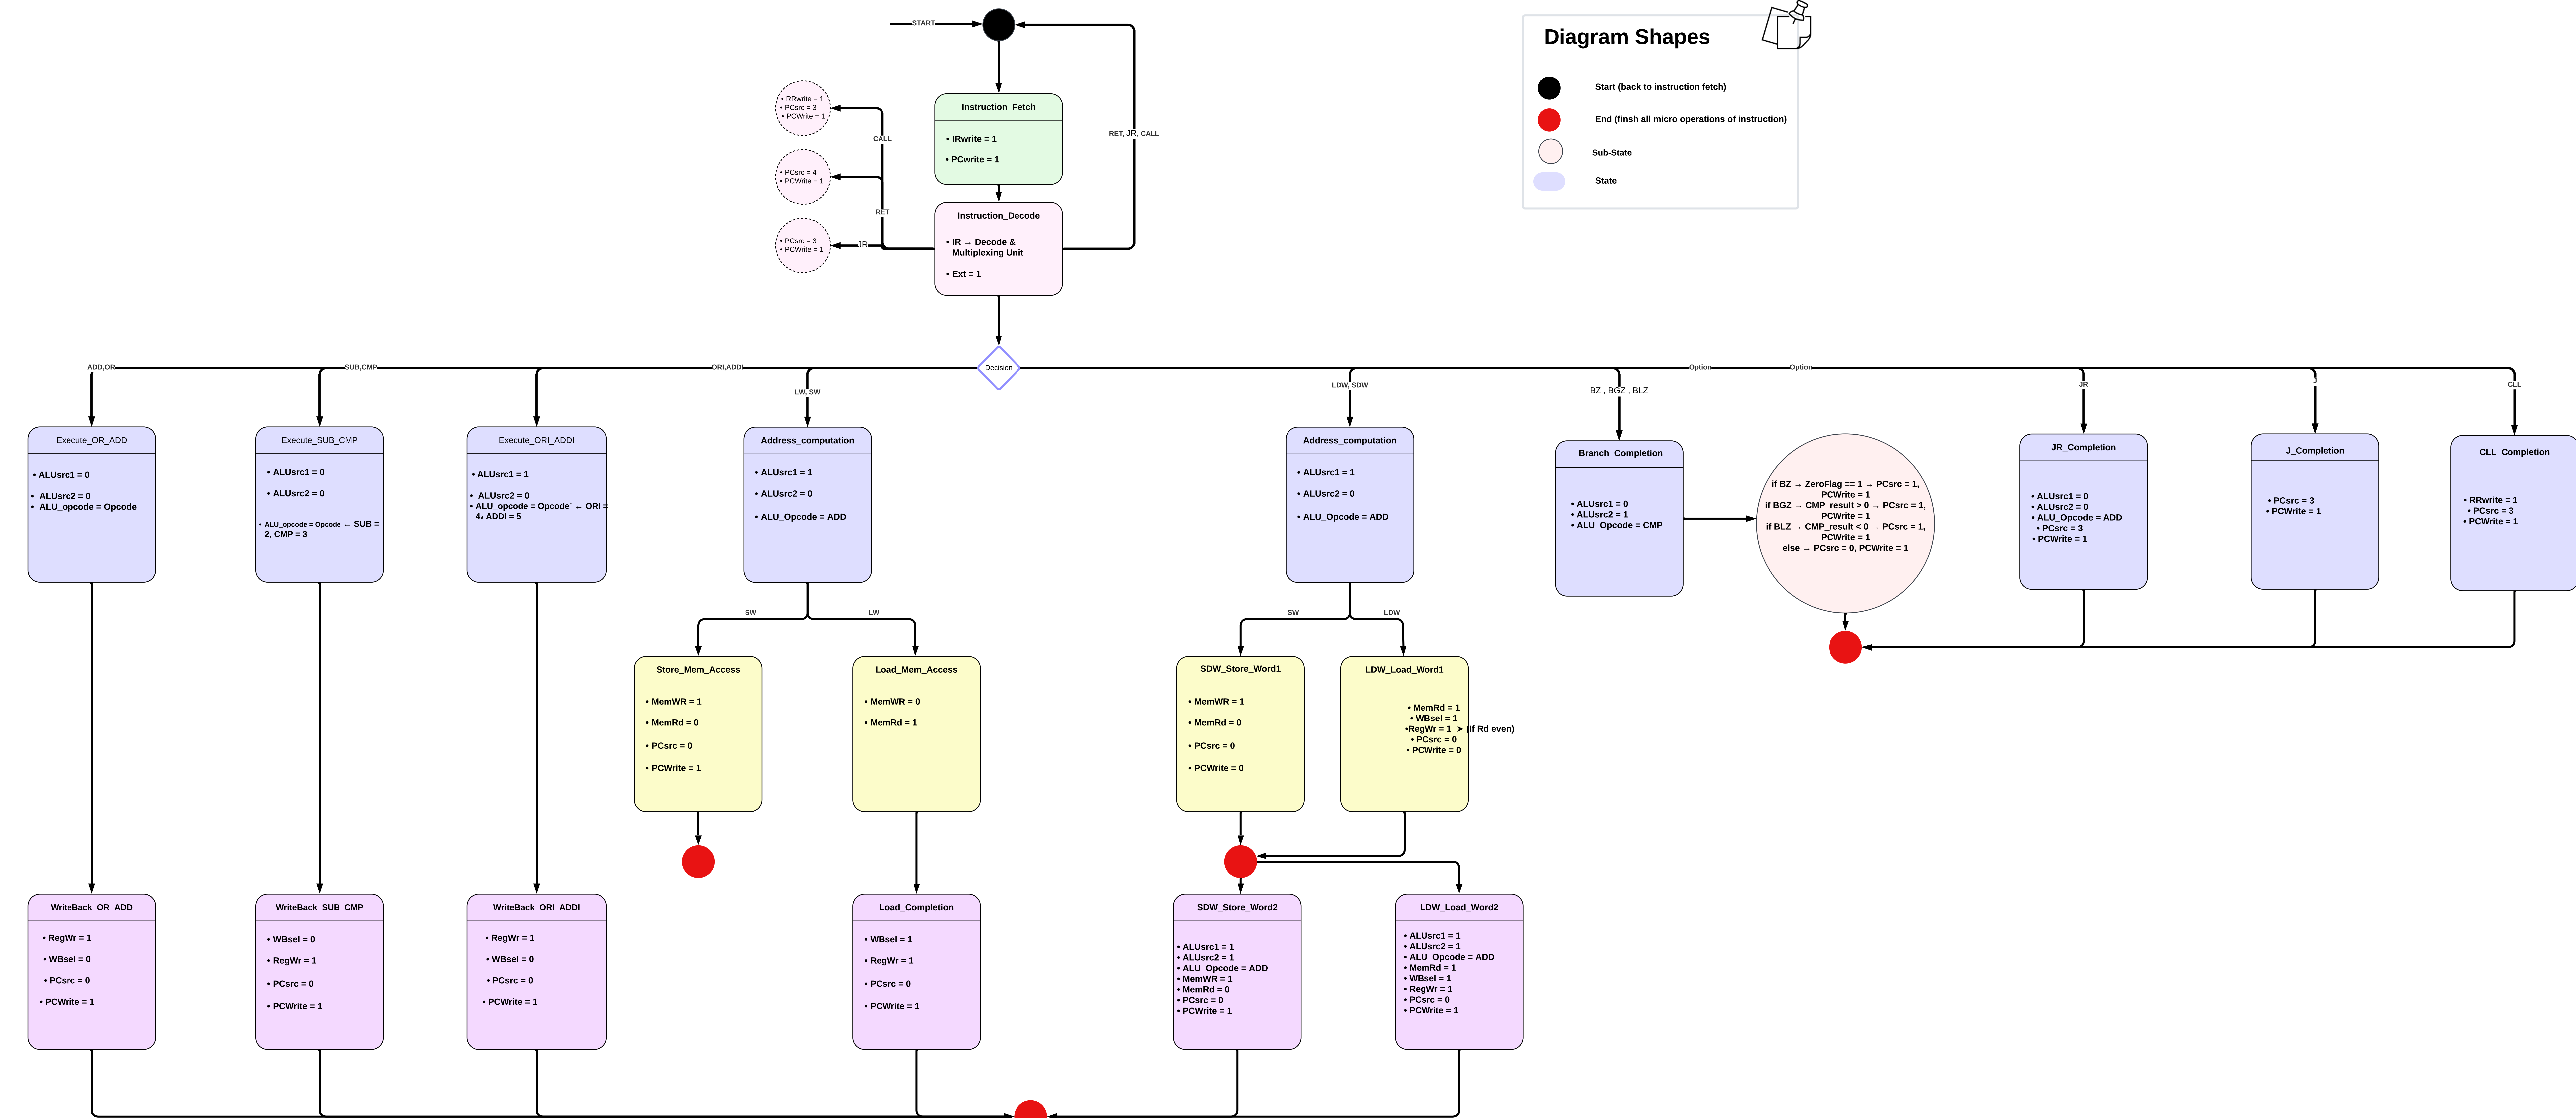 START
Diagram Shapes
Start (back to instruction fetch)
End (finsh all micro operations of instruction)
Sub-State
State
• RRwrite = 1
• PCsrc = 3
• PCWrite = 1
CALL
• PCsrc = 4
• PCWrite = 1
RET
• PCsrc = 3
• PCWrite = 1
JR
Instruction_Fetch
• IRwrite = 1
• PCwrite = 1
RET, JR, CALL
Instruction_Decode
• IR → Decode &
Multiplexing Unit
• Ext = 1
Decision
ADD,OR
SUB,CMP
ORI,ADDI
LW, SW
LDW, SDW
BZ , BGZ , BLZ
Option
Option
JR
J
CLL
Execute_OR_ADD
• ALUsrc1 = 0
• ALUsrc2 = 0
• ALU_opcode = Opcode
Execute_SUB_CMP
• ALUsrc1 = 0
• ALUsrc2 = 0
• ALU_opcode = Opcode ← SUB =
2, CMP = 3
Execute_ORI_ADDI
• ALUsrc1 = 1
• ALUsrc2 = 0
• ALU_opcode = Opcode` ← ORI =
4، ADDI = 5
Address_computation
• ALUsrc1 = 1
• ALUsrc2 = 0
• ALU_Opcode = ADD
Address_computation
• ALUsrc1 = 1
• ALUsrc2 = 0
• ALU_Opcode = ADD
Branch_Completion
• ALUsrc1 = 0
• ALUsrc2 = 1
• ALU_Opcode = CMP
if BZ → ZeroFlag == 1 → PCsrc = 1,
PCWrite = 1
if BGZ → CMP_result > 0 → PCsrc = 1,
PCWrite = 1
if BLZ → CMP_result < 0 → PCsrc = 1,
PCWrite = 1
else → PCsrc = 0, PCWrite = 1
JR_Completion
• ALUsrc1 = 0
• ALUsrc2 = 0
• ALU_Opcode = ADD
• PCsrc = 3
• PCWrite = 1
J_Completion
• PCsrc = 3
• PCWrite = 1
CLL_Completion
• RRwrite = 1
• PCsrc = 3
• PCWrite = 1
SW
LW
SW
LDW
Store_Mem_Access
• MemWR = 1
• MemRd = 0
• PCsrc = 0
• PCWrite = 1
Load_Mem_Access
• MemWR = 0
• MemRd = 1
SDW_Store_Word1
• MemWR = 1
• MemRd = 0
• PCsrc = 0
• PCWrite = 0
LDW_Load_Word1
• MemRd = 1
• WBsel = 1
•RegWr = 1 ➤ (If Rd even)
• PCsrc = 0
• PCWrite = 0
WriteBack_OR_ADD
• RegWr = 1
• WBsel = 0
• PCsrc = 0
• PCWrite = 1
WriteBack_SUB_CMP
• WBsel = 0
• RegWr = 1
• PCsrc = 0
• PCWrite = 1
WriteBack_ORI_ADDI
• RegWr = 1
• WBsel = 0
• PCsrc = 0
• PCWrite = 1
Load_Completion
• WBsel = 1
• RegWr = 1
• PCsrc = 0
• PCWrite = 1
SDW_Store_Word2
• ALUsrc1 = 1
• ALUsrc2 = 1
• ALU_Opcode = ADD
• MemWR = 1
• MemRd = 0
• PCsrc = 0
• PCWrite = 1
LDW_Load_Word2
• ALUsrc1 = 1
• ALUsrc2 = 1
• ALU_Opcode = ADD
• MemRd = 1
• WBsel = 1
• RegWr = 1
• PCsrc = 0
• PCWrite = 1